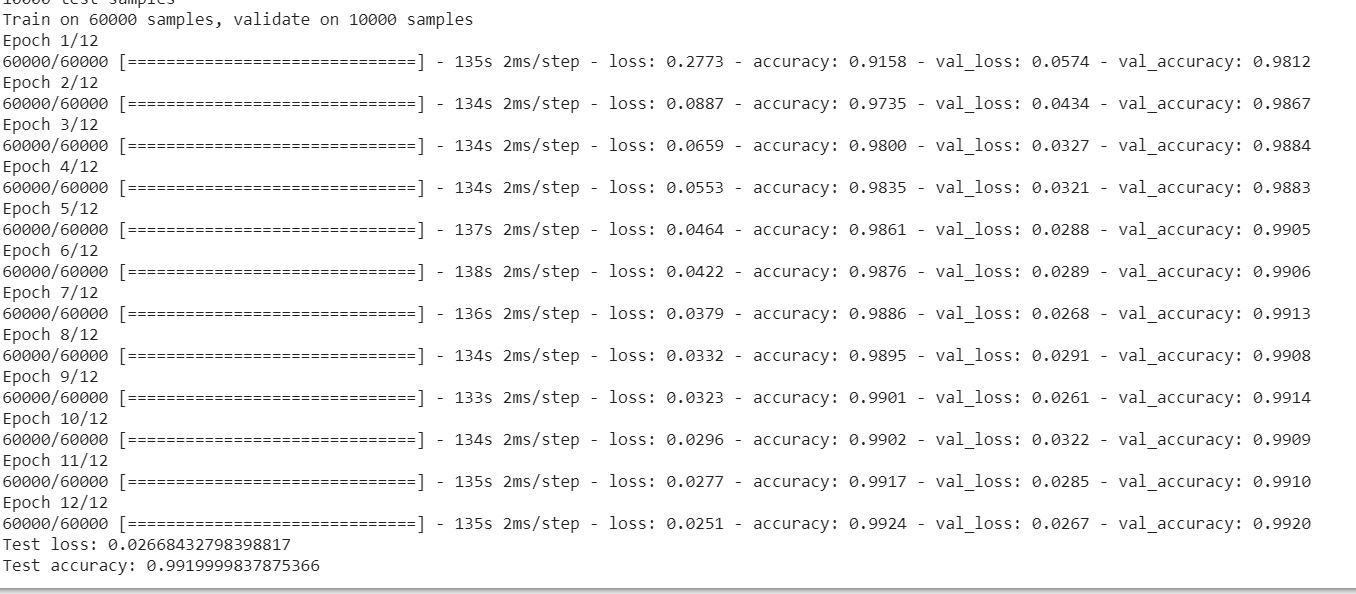 10000 test samples
Train on 60000 samples, validate on 10000 samples
Epoch 1/12
60000/60000 [==============================] - 135s 2ms/step - loss: 0.2773 - accuracy: 0.9158 - val_loss: 0.0574 - val_accuracy: 0.9812
Epoch 2/12
60000/60000 [==============================] - 134s 2ms/step - loss: 0.0887 - accuracy: 0.9735 - val_loss: 0.0434 - val_accuracy: 0.9867
Epoch 3/12
60000/60000 [==============================] - 134s 2ms/step - loss: 0.0659 - accuracy: 0.9800 - val_loss: 0.0327 - val_accuracy: 0.9884
Epoch 4/12
60000/60000 [==============================] - 134s 2ms/step - loss: 0.0553 - accuracy: 0.9835 - val_loss: 0.0321 - val_accuracy: 0.9883
Epoch 5/12
60000/60000 [==============================] - 137s 2ms/step - loss: 0.0464 - accuracy: 0.9861 - val_loss: 0.0288 - val_accuracy: 0.9905
Epoch 6/12
60000/60000 [==============================] - 138s 2ms/step - loss: 0.0422 - accuracy: 0.9876 - val_loss: 0.0289 - val_accuracy: 0.9906
Epoch 7/12
60000/60000 [==============================] - 136s 2ms/step - loss: 0.0379 - accuracy: 0.9886 - val_loss: 0.0268 - val_accuracy: 0.9913
Epoch 8/12
60000/60000 [==============================] - 134s 2ms/step - loss: 0.0332 - accuracy: 0.9895 - val_loss: 0.0291 - val_accuracy: 0.9908
Epoch 9/12
60000/60000 [==============================] - 133s 2ms/step - loss: 0.0323 - accuracy: 0.9901 - val_loss: 0.0261 - val_accuracy: 0.9914
Epoch 10/12
60000/60000 [==============================] - 134s 2ms/step - loss: 0.0296 - accuracy: 0.9902 - val_loss: 0.0322 - val_accuracy: 0.9909
Epoch 11/12
60000/60000 [==============================] - 135s 2ms/step - loss: 0.0277 - accuracy: 0.9917 - val_loss: 0.0285 - val_accuracy: 0.9910
Epoch 12/12
60000/60000 [==============================] - 135s 2ms/step - loss: 0.0251 - accuracy: 0.9924 - val_loss: 0.0267 - val_accuracy: 0.9920
Test loss: 0.02668432798398817
Test accuracy: 0.9919999837875366